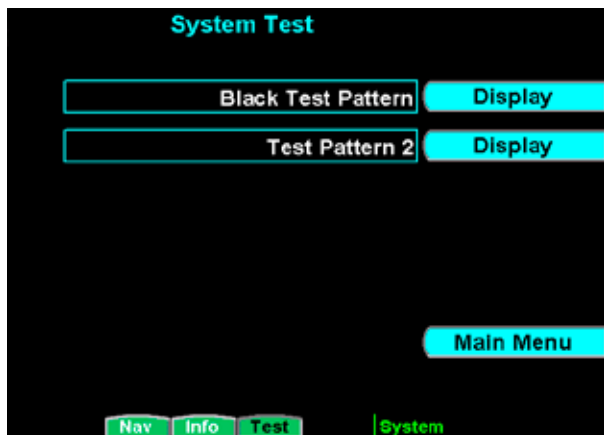 System Test
Black Test Pattern Display
Test Pattern 2 Display
Main Menu
Nav Info Test System